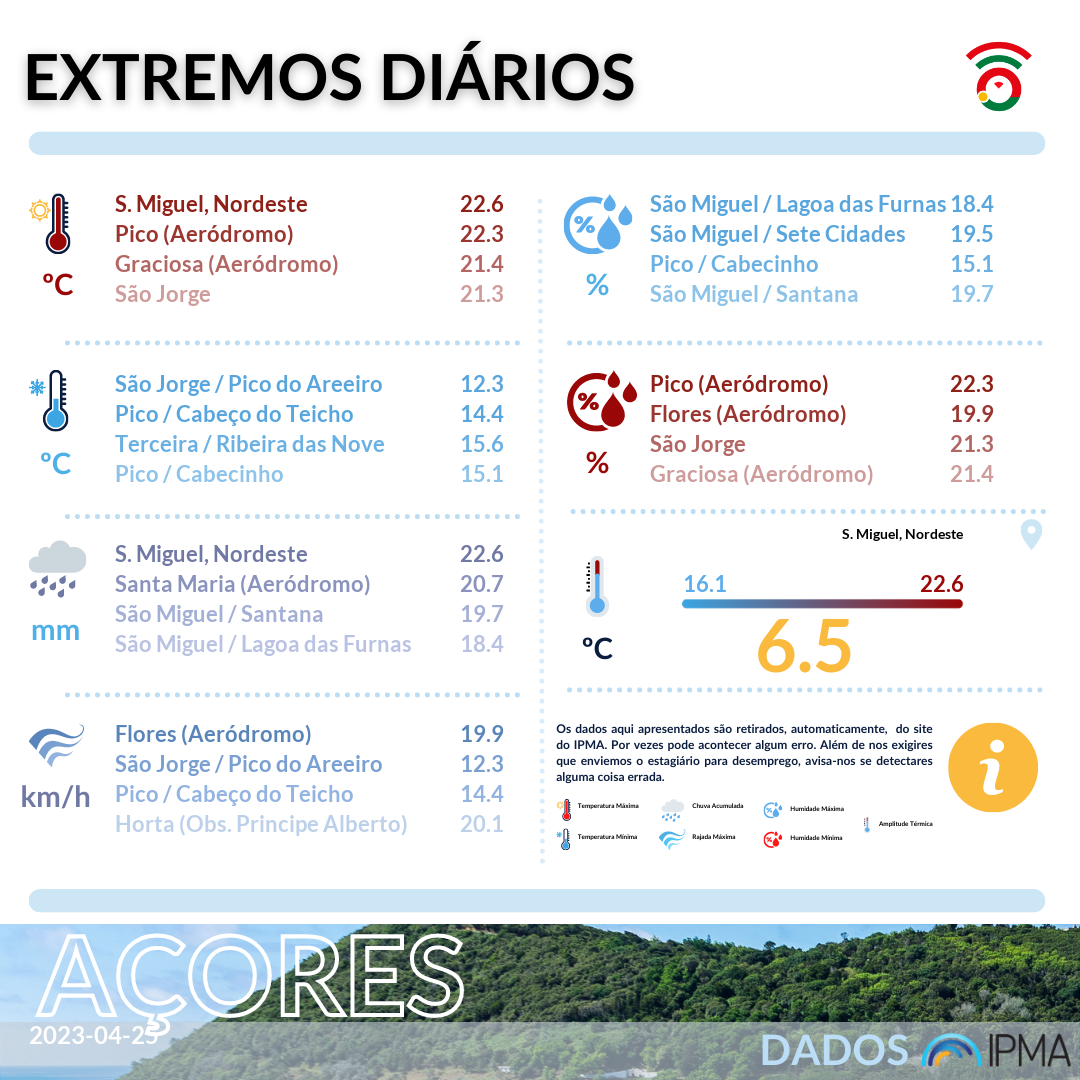 EXTREMOS DIÁRIOS
S. Miguel, Nordeste 22.6
Pico (Aeródromo) 22.3
Graciosa (Aeródromo) 21.4
São Jorge 21.3
ºC
São Jorge / Pico do Areeiro 12.3
Pico / Cabeço do Teicho 14.4
Terceira / Ribeira das Nove 15.6
Pico / Cabecinho 15.1
ºC
S. Miguel, Nordeste 22.6
Santa Maria (Aeródromo) 20.7
São Miguel / Santana 19.7
São Miguel / Lagoa das Furnas 18.4
mm
Flores (Aeródromo) 19.9
São Jorge / Pico do Areeiro 12.3
Pico / Cabeço do Teicho 14.4
Horta (Obs. Principe Alberto) 20.1
km/h
%
São Miguel / Lagoa das Furnas 18.4
São Miguel / Sete Cidades 19.5
Pico / Cabecinho 15.1
São Miguel / Santana 19.7
%
%
Pico (Aeródromo) 22.3
Flores (Aeródromo) 19.9
São Jorge 21.3
Graciosa (Aeródromo) 21.4
%
S. Miguel, Nordeste
16.1 22.6
6.5
ºC
Os dados aqui apresentados são retirados, automaticamente, do site
do IPMA. Por vezes pode acontecer algum erro. Além de nos exigires
que enviemos o estagiário para desemprego, avisa-nos se detectares
alguma coisa errada.
i
Temperatura Máxima Chuva Acumulada Humidade Máxima
Amplitude Térmica
Temperatura Mínima Rajada Máxima Humidade Mínima
AÇORES
2023-04-25
DADOS IPMA